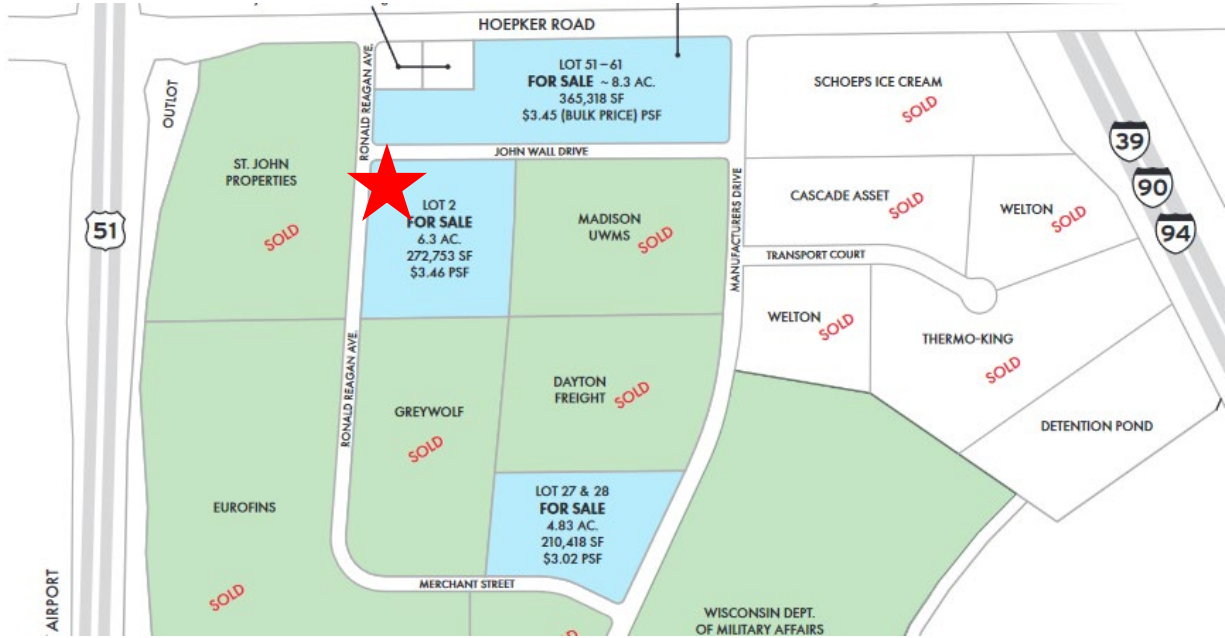 HOEPKER ROAD
OUTLOT
RONALD REAGAN AVE.
LOT 51–61
FOR SALE ~ 8.3 AC.
365,318 SF
$3.45 (BULK PRICE) PSF
SCHOEPS ICE CREAM
SOLD
39
90
94
JOHN WALL DRIVE
ST. JOHN
PROPERTIES
SOLD
51
LOT 2
FOR SALE
6.3 AC.
272,753 SF
$3.46 PSF
MADISON
UWMS
SOLD
MANUFACTURERS DRIVE
CASCADE ASSET
SOLD
WELTON
SOLD
TRANSPORT COURT
WELTON
SOLD
THERMO-KING
SOLD
RONALD REAGAN AVE.
GREYWOLF
SOLD
DAYTON
FREIGHT
SOLD
DETENTION POND
EUROFINS
SOLD
LOT 27 & 28
FOR SALE
4.83 AC.
210,418 SF
$3.02 PSF
MERCHANT STREET
AIRPORT
WISCONSIN DEPT.
OF MILITARY AFFAIRS